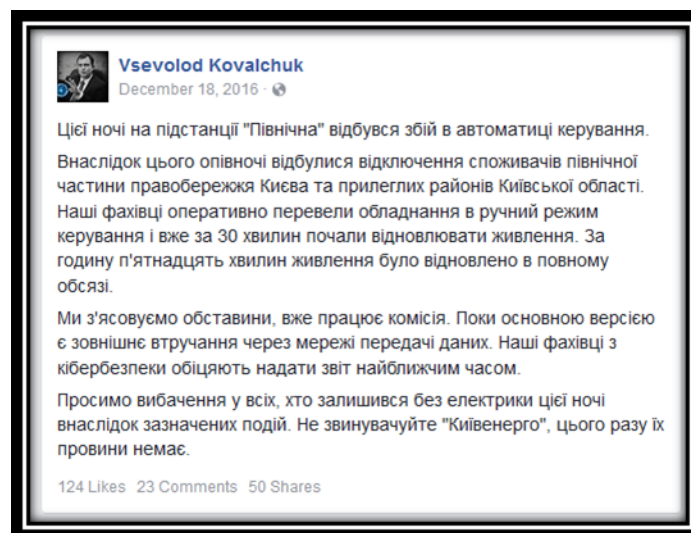 Vsevolod Kovalchuk
December 18, 2016 ·
Цієї ночі на підстанції "Північна" відбувся збій в автоматиці керування.
Внаслідок цього опівночі відбулися відключення споживачів північної
частини правобережжя Києва та прилеглих районів Київської області.
Наші фахівці оперативно перевели обладнання в ручний режим
керування і вже за 30 хвилин почали відновлювати живлення. За
годину п'ятнадцять хвилин живлення було відновлено в повному
обсязі.
Ми з'ясовуємо обставини, вже працює комісія. Поки основною версією
є зовнішнє втручання через мережі передачі даних. Наші фахівці з
кібербезпеки обіцяють надати звіт найближчим часом.
Просимо вибачення у всіх, хто залишився без електрики цієї ночі
внаслідок зазначених подій. Не звинувачуйте "Київенерго", цього разу їх
провини немає.
124 Likes 23 Comments 50 Shares